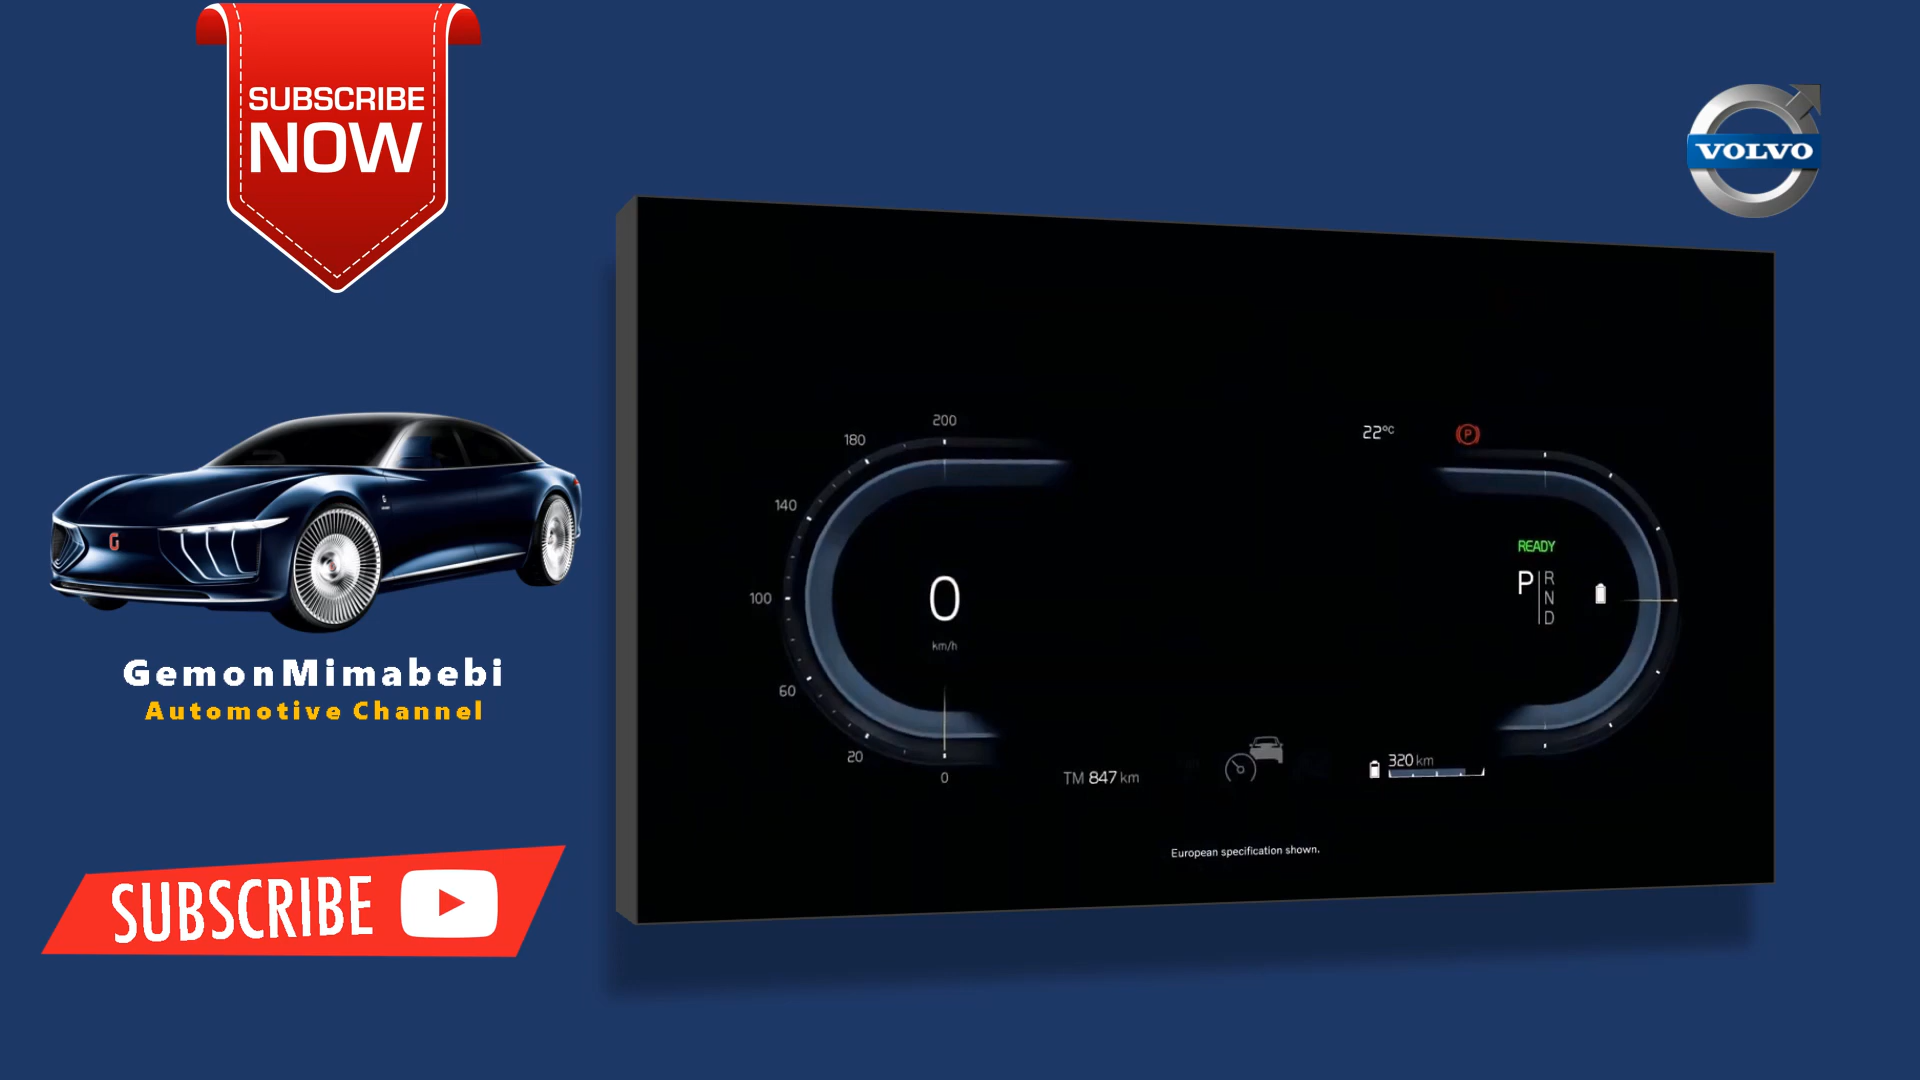 SUBSCRIBE
NOW
VOLVO
G
GemonMimabebi
Automotive Channel
SUBSCRIBE
200
180
140
100
60
20
0
0
km/h
22°C
P
READY
P
R
N
D
TM 847 km
320 km
European specification shown.